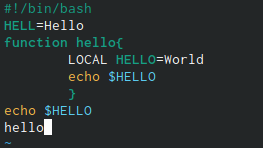 #!/bin/bash
HELL=Hello
function hello{
LOCAL HELLO=World
echo $HELLO
}
echo $HELLO
hello
~